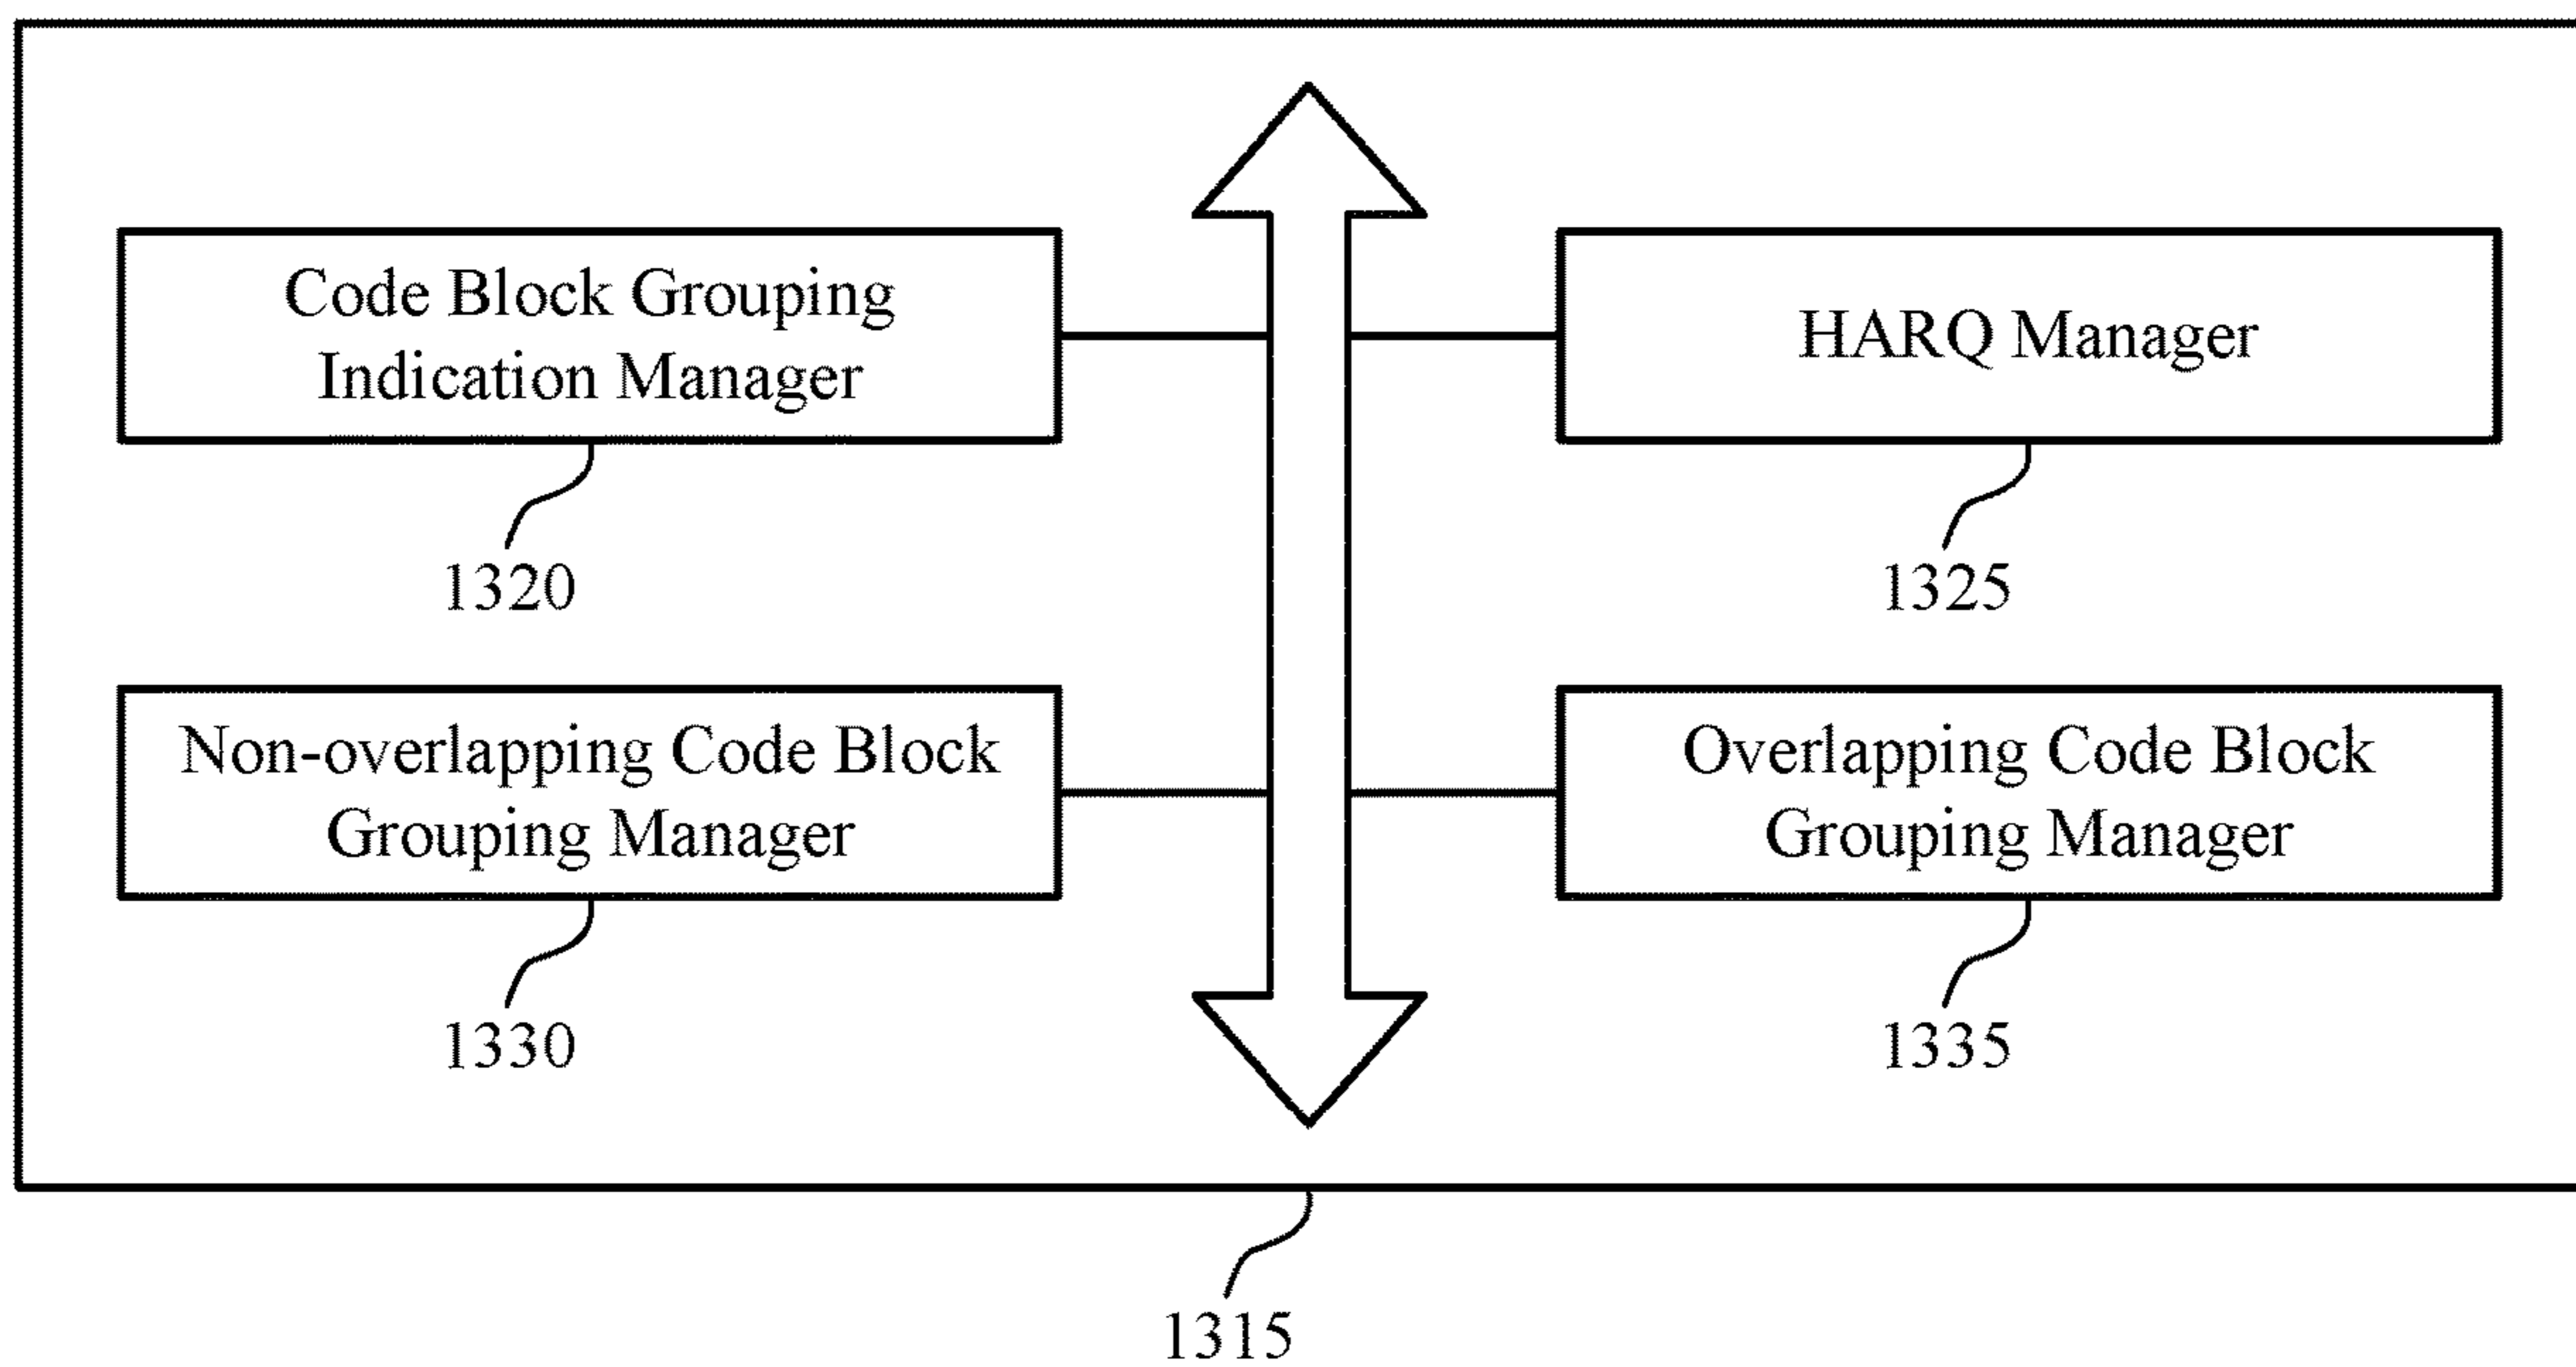 Code Block Grouping
Indication Manager
HARQ Manager
1320
1325
Non-overlapping Code Block
Grouping Manager
Overlapping Code Block
Grouping Manager
1330
1335
1315